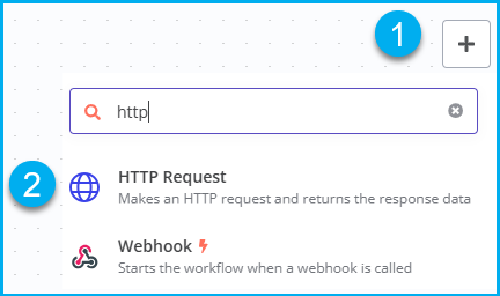 1
+
http
2
HTTP Request
Makes an HTTP request and returns the response data
Webhook
Starts the workflow when a webhook is called